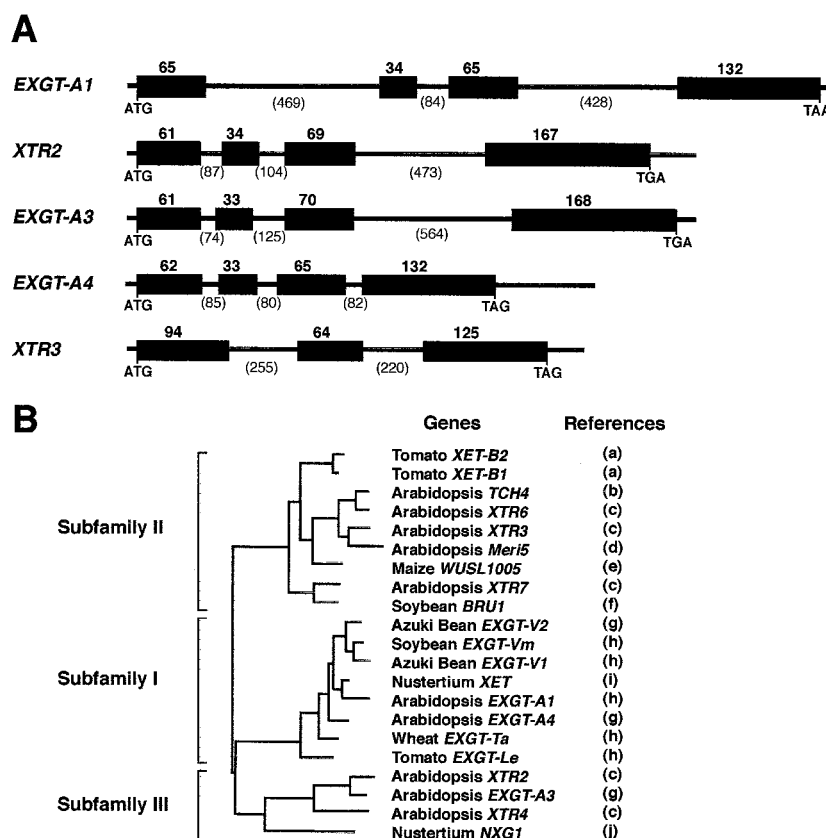 A
EXGT-A1 65 34 65 132
ATG (469) (84) (428) TAA
XTR2 61 34 69 167
ATG (87) (104) (473) TGA
EXGT-A3 61 33 70 168
ATG (74) (125) (564) TGA
EXGT-A4 62 33 65 132
ATG (85) (80) (82) TAG
XTR3 94 64 125
ATG (255) (220) TAG
B
Genes References
Tomato XET-B2 (a)
Tomato XET-B1 (a)
Arabidopsis TCH4 (b)
Arabidopsis XTR6 (c)
Subfamily II
Arabidopsis XTR3 (c)
Arabidopsis Meri5 (d)
Maize WUSL1005 (e)
Arabidopsis XTR7 (c)
Soybean BRU1 (f)
Azuki Bean EXGT-V2 (g)
Soybean EXGT-Vm (h)
Azuki Bean EXGT-V1 (h)
Subfamily I
Nustertium XET (i)
Arabidopsis EXGT-A1 (h)
Arabidopsis EXGT-A4 (g)
Wheat EXGT-Ta (h)
Tomato EXGT-Le (h)
Arabidopsis XTR2 (c)
Subfamily III
Arabidopsis EXGT-A3 (g)
Arabidopsis XTR4 (c)
Nustertium NXG1 (j)